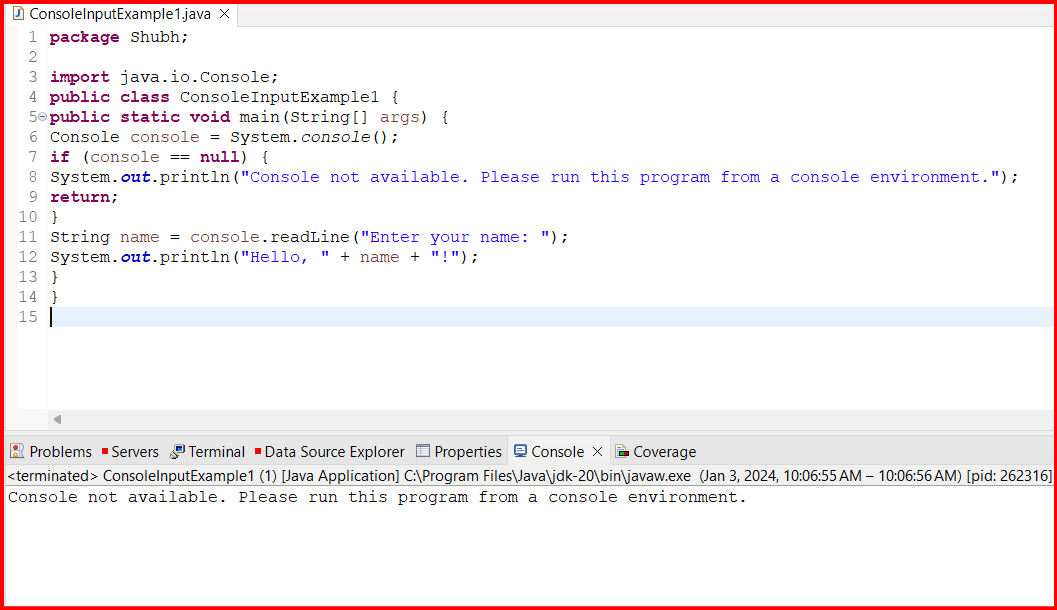 ConsoleInputExample1.java
1 package Shubh;
2
3 import java.io.Console;
4 public class ConsoleInputExample1 {
5 public static void main(String[] args) {
6 Console console = System.console();
7 if (console == null) {
8 System.out.println("Console not available. Please run this program from a console environment.");
9 return;
10 }
11 String name = console.readLine("Enter your name: ");
12 System.out.println("Hello, " + name + "!");
13 }
14 }
15
Problems Servers Terminal Data Source Explorer Properties Console Coverage
<terminated> ConsoleInputExample1 (1) [Java Application] C:\Program Files\Java\jdk-20\bin\javaw.exe (Jan 3, 2024, 10:06:55 AM – 10:06:56 AM) [pid: 262316]
Console not available. Please run this program from a console environment.